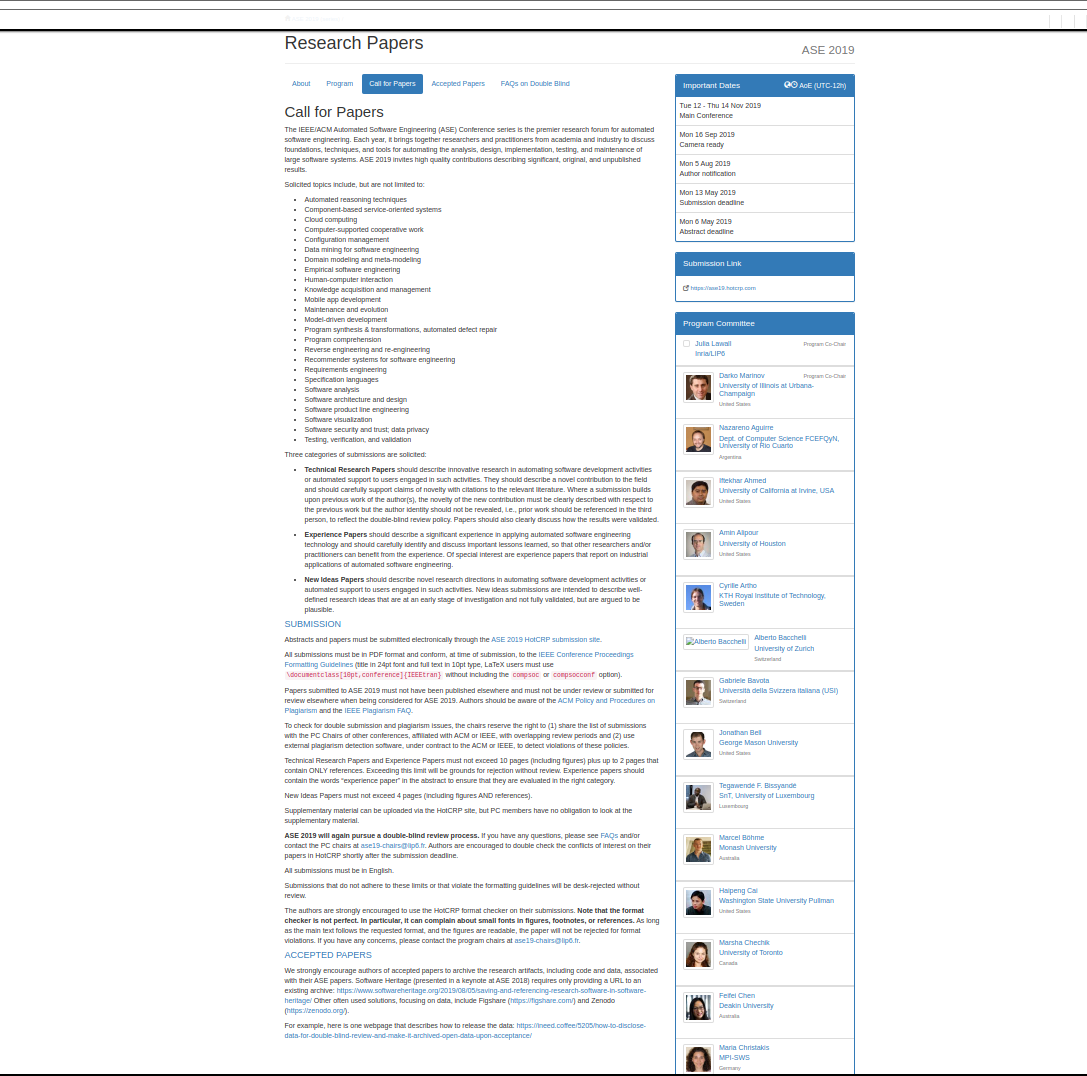 Research Papers
ASE 2019
About Program Call for Papers Accepted Papers FAQs on Double Blind
Call for Papers
The IEEE/ACM Automated Software Engineering (ASE) Conference series is the premier research forum for automated
software engineering. Each year, it brings together researchers and practitioners from academia and industry to discuss
foundations, techniques, and tools for automating the analysis, design, implementation, testing, and maintenance of
large software systems. ASE 2019 invites high quality contributions describing significant, original, and unpublished
results.
Solicited topics include, but are not limited to:
• Automated reasoning techniques
• Component-based service-oriented systems
• Cloud computing
• Computer-supported cooperative work
• Configuration management
• Data mining for software engineering
• Domain modeling and meta-modeling
• Empirical software engineering
• Human-computer interaction
• Knowledge acquisition and management
• Mobile app development
• Maintenance and evolution
• Model-driven development
• Program synthesis & transformations, automated defect repair
• Program comprehension
• Reverse engineering and re-engineering
• Recommender systems for software engineering
• Requirements engineering
• Specification languages
• Software analysis
• Software architecture and design
• Software product line engineering
• Software visualization
• Software security and trust; data privacy
• Testing, verification, and validation
Three categories of submissions are solicited:
• Technical Research Papers should describe innovative research in automating software development activities
or automated support to users engaged in such activities. They should describe a novel contribution to the field
and should carefully support claims of novelty with citations to the relevant literature. Where a submission builds
upon previous work of the author(s), the novelty of the new contribution must be clearly described with respect to
the previous work but the author identity should not be revealed, i.e., prior work should be referenced in the third
person, to reflect the double-blind review policy. Papers should also clearly discuss how the results were validated.
• Experience Papers should describe a significant experience in applying automated software engineering
technology and should carefully identify and discuss important lessons learned, so that other researchers and/or
practitioners can benefit from the experience. Of special interest are experience papers that report on industrial
applications of automated software engineering.
• New Ideas Papers should describe novel research directions in automating software development activities or
automated support to users engaged in such activities. New ideas submissions are intended to describe well-
defined research ideas that are at an early stage of investigation and not fully validated, but are argued to be
plausible.
SUBMISSION
Abstracts and papers must be submitted electronically through the ASE 2019 HotCRP submission site.
All submissions must be in PDF format and conform, at time of submission, to the IEEE Conference Proceedings
Formatting Guidelines (title in 24pt font and full text in 10pt type, LaTeX users must use
\documentclass[10pt,conference]{IEEEtran} without including the compsoc or compsocconf option).
Papers submitted to ASE 2019 must not have been published elsewhere and must not be under review or submitted for
review elsewhere when being considered for ASE 2019. Authors should be aware of the ACM Policy and Procedures on
Plagiarism and the IEEE Plagiarism FAQ.
To check for double submission and plagiarism issues, the chairs reserve the right to (1) share the list of submissions
with the PC Chairs of other conferences, affiliated with ACM or IEEE, with overlapping review periods and (2) use
external plagiarism detection software, under contract to the ACM or IEEE, to detect violations of these policies.
Technical Research Papers and Experience Papers must not exceed 10 pages (including figures) plus up to 2 pages that
contain ONLY references. Exceeding this limit will be grounds for rejection without review. Experience papers should
contain the words “experience paper” in the abstract to ensure that they are evaluated in the right category.
New Ideas Papers must not exceed 4 pages (including figures AND references).
Supplementary material can be uploaded via the HotCRP site, but PC members have no obligation to look at the
supplementary material.
ASE 2019 will again pursue a double-blind review process. If you have any questions, please see FAQs and/or
contact the PC chairs at ase19-chairs@lip6.fr. Authors are encouraged to double check the conflicts of interest on their
papers in HotCRP shortly after the submission deadline.
All submissions must be in English.
Submissions that do not adhere to these limits or that violate the formatting guidelines will be desk-rejected without
review.
The authors are strongly encouraged to use the HotCRP format checker on their submissions. Note that the format
checker is not perfect. In particular, it can complain about small fonts in figures, footnotes, or references. As long
as the main text follows the requested format, and the figures are readable, the paper will not be rejected for format
violations. If you have any concerns, please contact the program chairs at ase19-chairs@lip6.fr.
ACCEPTED PAPERS
We strongly encourage authors of accepted papers to archive the research artifacts, including code and data, associated
with their ASE papers. Software Heritage (presented in a keynote at ASE 2018) requires only providing a URL to an
existing archive: https://www.softwareheritage.org/2019/08/05/saving-and-referencing-research-software-in-software-
heritage/ Other often used solutions, focusing on data, include Figshare (https://figshare.com/) and Zenodo
(https://zenodo.org/).
For example, here is one webpage that describes how to release the data: https://ineed.coffee/5205/how-to-disclose-
data-for-double-blind-review-and-make-it-archived-open-data-upon-acceptance/
Important Dates AoE (UTC-12h)
Tue 12 - Thu 14 Nov 2019
Main Conference
Mon 16 Sep 2019
Camera ready
Mon 5 Aug 2019
Author notification
Mon 13 May 2019
Submission deadline
Mon 6 May 2019
Abstract deadline
Submission Link
https://ase19.hotcrp.com
Program Committee
Julia Lawall Program Co-Chair
Inria/LIP6
Darko Marinov Program Co-Chair
University of Illinois at Urbana-
Champaign
United States
Nazareno Aguirre
Dept. of Computer Science FCEFQyN,
University of Rio Cuarto
Argentina
Iftekhar Ahmed
University of California at Irvine, USA
United States
Amin Alipour
University of Houston
United States
Cyrille Artho
KTH Royal Institute of Technology,
Sweden
Alberto Bacchelli Alberto Bacchelli
University of Zurich
Switzerland
Gabriele Bavota
Università della Svizzera italiana (USI)
Switzerland
Jonathan Bell
George Mason University
United States
Tegawendé F. Bissyandé
SnT, University of Luxembourg
Luxembourg
Marcel Böhme
Monash University
Australia
Haipeng Cai
Washington State University Pullman
United States
Marsha Chechik
University of Toronto
Canada
Feifei Chen
Deakin University
Australia
Maria Christakis
MPI-SWS
Germany